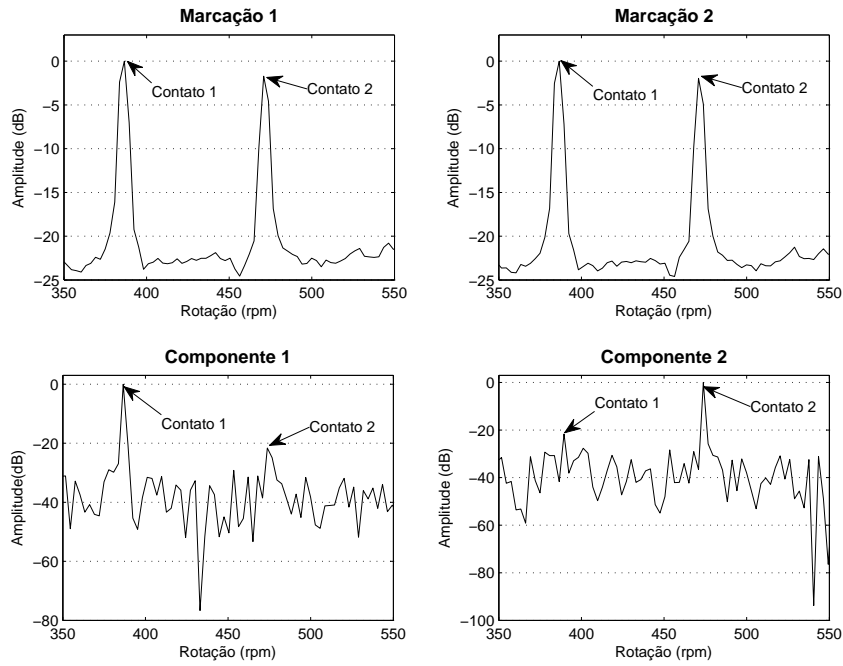 Marcação 1
0
−5
−10
−15
−20
−25
350
400
450
500
550
Amplitude (dB)
Rotação (rpm)
Contato 1
Contato 2
Marcação 2
0
−5
−10
−15
−20
−25
350
400
450
500
550
Amplitude (dB)
Rotação (rpm)
Contato 1
Contato 2
Componente 1
0
−20
−40
−60
−80
350
400
450
500
550
Amplitude(dB)
Rotação (rpm)
Contato 1
Contato 2
Componente 2
0
−20
−40
−60
−80
−100
350
400
450
500
550
Amplitude (dB)
Rotação (rpm)
Contato 1
Contato 2